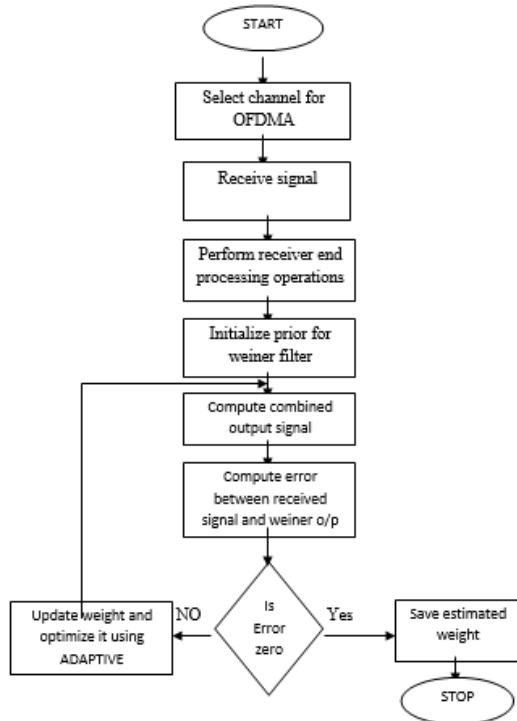 START
Select channel for
OFDMA
Receive signal
Perform receiver end
processing operations
Initialize prior for
weiner filter
Compute combined
output signal
Compute error
between received
signal and weiner o/p
Is
Error
zero
NO
Yes
Update weight and
optimize it using
ADAPTIVE
Save estimated
weight
STOP